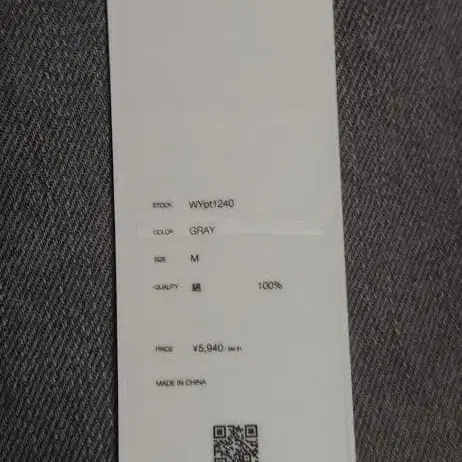 STOCK WYpt1240
COLOR GRAY
SIZE M
QUALITY 綿 100%
PRICE ¥5,940 tax in
MADE IN CHINA